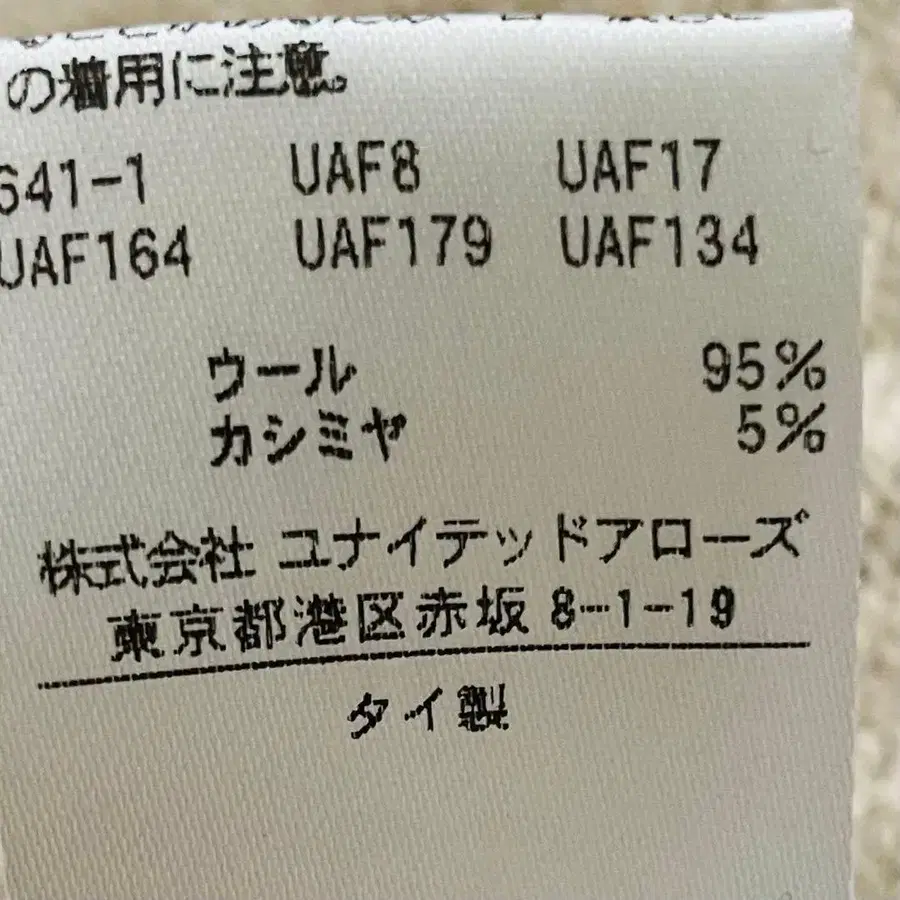 の着用に注意。
641-1 UAF8 UAF17
UAF164 UAF179 UAF134
ウール 95%
カシミヤ 5%
株式会社 ユナイテッドアローズ
東京都港区赤坂 8-1-19
タイ製